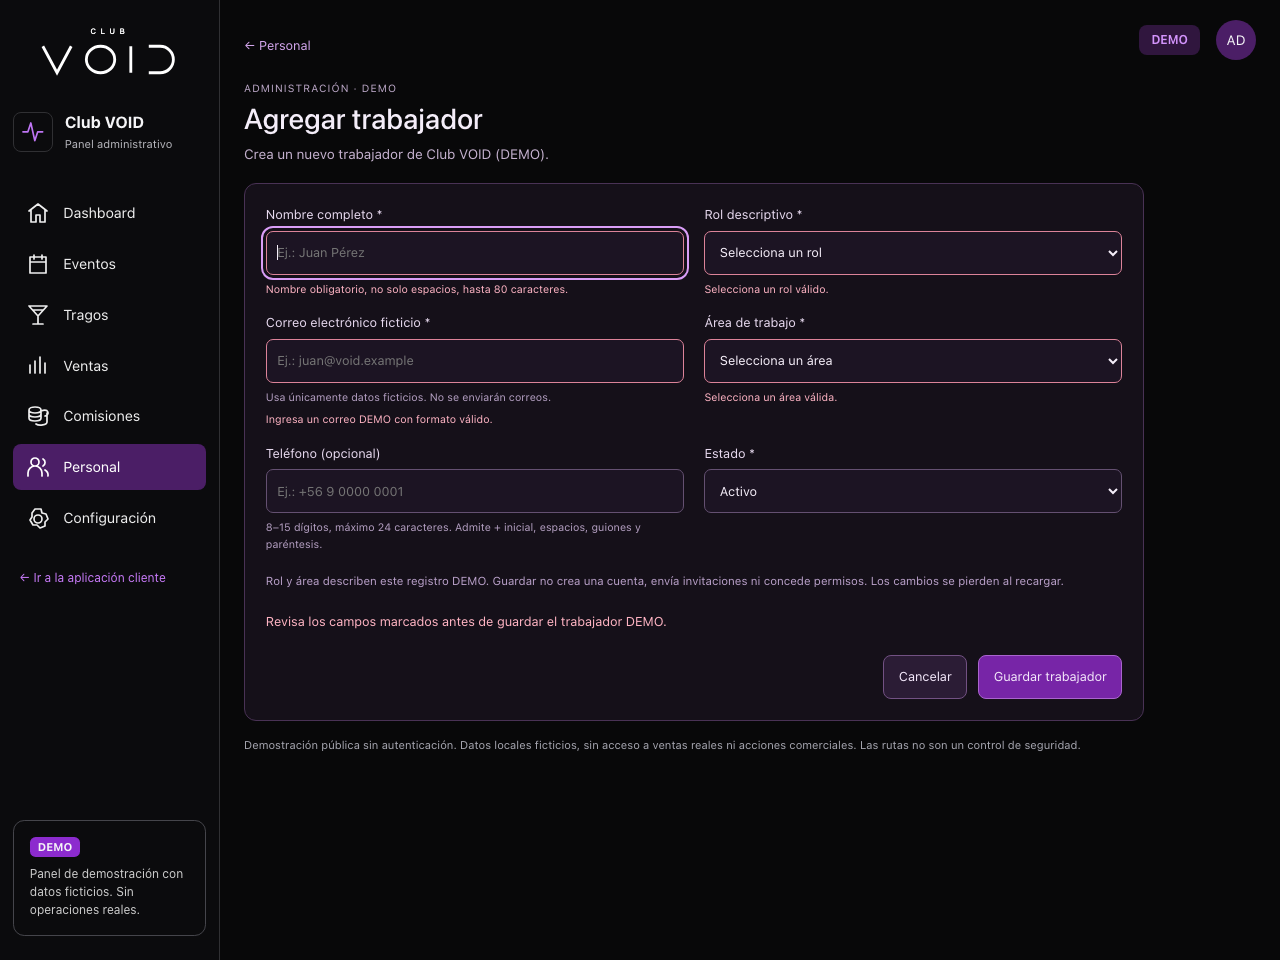 CLUB
VOID
Club VOID
Panel administrativo
Dashboard
Eventos
Tragos
Ventas
Comisiones
Personal
Configuración
← Ir a la aplicación cliente
DEMO
Panel de demostración con
datos ficticios. Sin
operaciones reales.
← Personal
DEMO
AD
ADMINISTRACIÓN · DEMO
Agregar trabajador
Crea un nuevo trabajador de Club VOID (DEMO).
Nombre completo *
Ej.: Juan Pérez
Nombre obligatorio, no solo espacios, hasta 80 caracteres.
Rol descriptivo *
Selecciona un rol
Selecciona un rol válido.
Correo electrónico ficticio *
Ej.: juan@void.example
Usa únicamente datos ficticios. No se enviarán correos.
Ingresa un correo DEMO con formato válido.
Área de trabajo *
Selecciona un área
Selecciona un área válida.
Teléfono (opcional)
Ej.: +56 9 0000 0001
8–15 dígitos, máximo 24 caracteres. Admite + inicial, espacios, guiones y
paréntesis.
Estado *
Activo
Rol y área describen este registro DEMO. Guardar no crea una cuenta, envía invitaciones ni concede permisos. Los cambios se pierden al recargar.
Revisa los campos marcados antes de guardar el trabajador DEMO.
Cancelar
Guardar trabajador
Demostración pública sin autenticación. Datos locales ficticios, sin acceso a ventas reales ni acciones comerciales. Las rutas no son un control de seguridad.